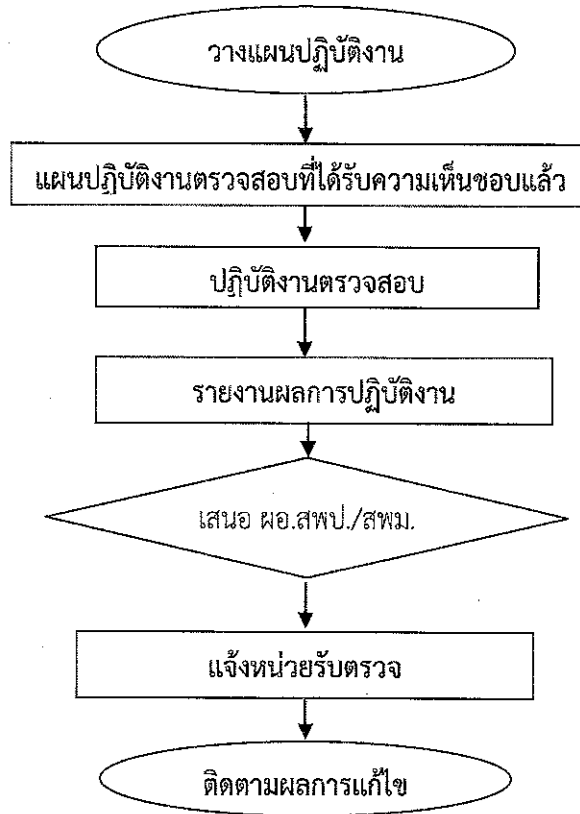 วางแผนปฏิบัติงาน
แผนปฏิบัติงานตรวจสอบที่ได้รับความเห็นชอบแล้ว
ปฏิบัติงานตรวจสอบ
รายงานผลการปฏิบัติงาน
เสนอ ผอ.สพป./สพม.
แจ้งหน่วยรับตรวจ
ติดตามผลการแก้ไข